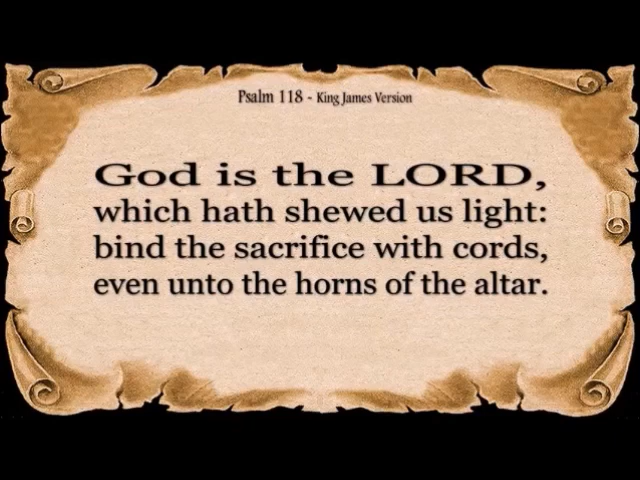 Psalm 118 - King James Version
God is the LORD,
which hath shewed us light:
bind the sacrifice with cords,
even unto the horns of the altar.